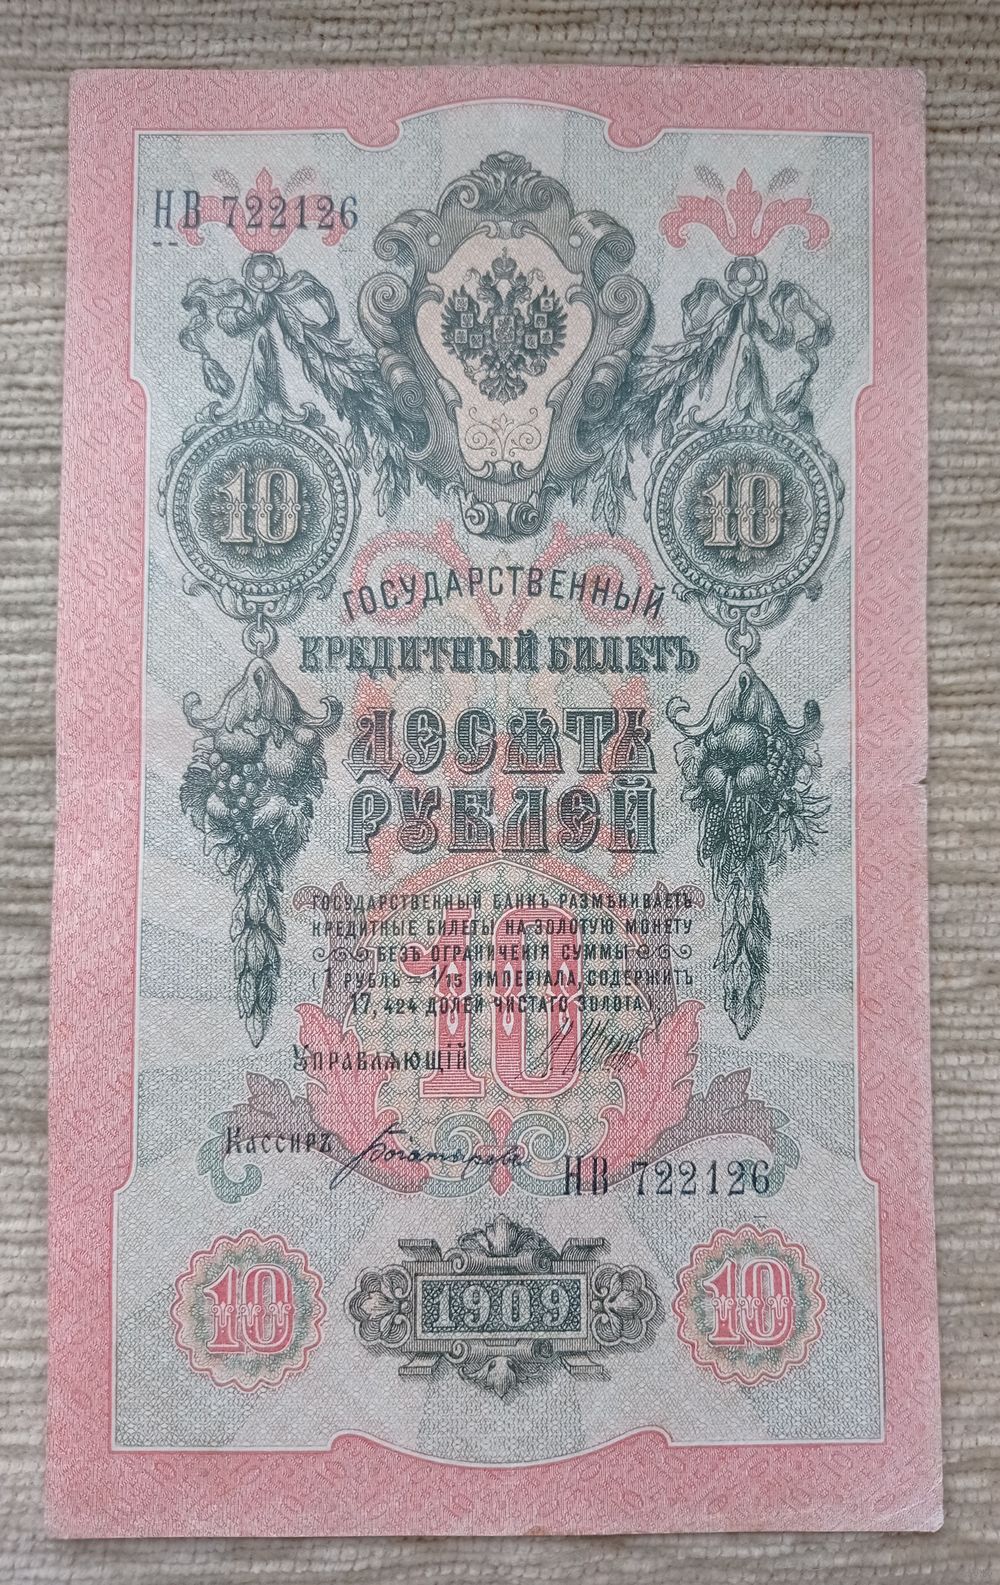 НВ 722126
10 10
ГОСУДАРСТВЕННЫЙ
КРЕДИТНЫЙ БИЛЕТЪ
ДЕСЯТЬ
РУБЛЕЙ
ГОСУДАРСТВЕННЫЙ БАНКЪ РАЗМѢНИВАЕТЪ
КРЕДИТНЫЕ БИЛЕТЫ НА ЗОЛОТУЮ МОНЕТУ
БЕЗЪ ОГРАНИЧЕНІЯ СУММЫ
(1 РУБЛЬ = 1/15 ИМПЕРІАЛА, СОДЕРЖИТЪ
17,424 ДОЛЕЙ ЧИСТАГО ЗОЛОТА)
10
УПРАВЛЯЮЩІЙ
Кассиръ Богатыревъ
НВ 722126
10 1909 10